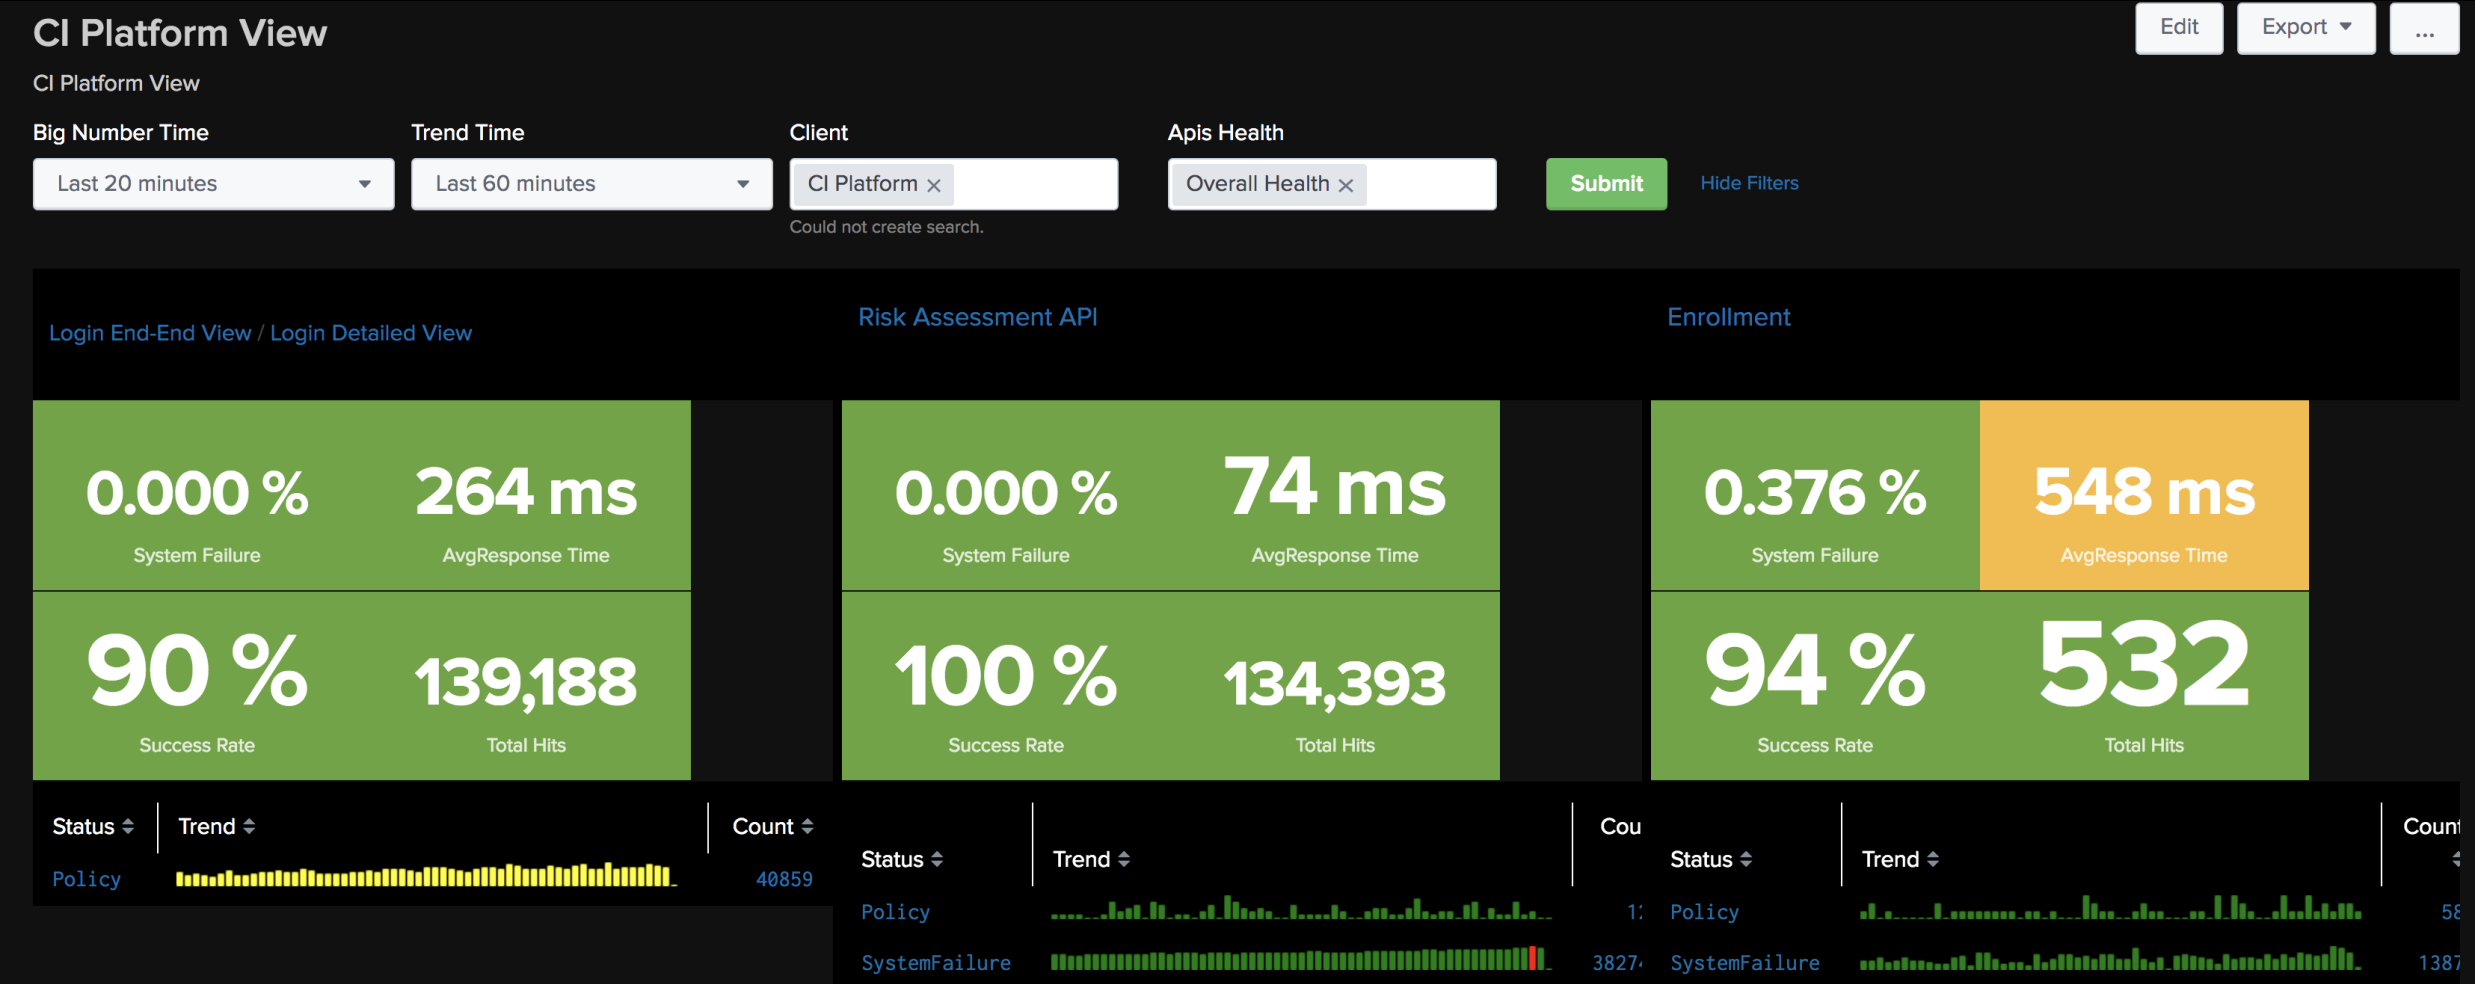 CI Platform View
Edit
Export
...
CI Platform View
Big Number Time
Trend Time
Client
Apis Health
Last 20 minutes
Last 60 minutes
CI Platform
Overall Health
Submit
Hide Filters
Could not create search.
Login End-End View / Login Detailed View
Risk Assessment API
Enrollment
0.000 %
System Failure
264 ms
AvgResponse Time
90 %
Success Rate
139,188
Total Hits
0.000 %
System Failure
74 ms
AvgResponse Time
100 %
Success Rate
134,393
Total Hits
0.376 %
System Failure
548 ms
AvgResponse Time
94 %
Success Rate
532
Total Hits
Status Trend Count
Policy 40859
Status Trend Cou
Policy
SystemFailure 38274
Status Trend Count
Policy 58
SystemFailure 1387